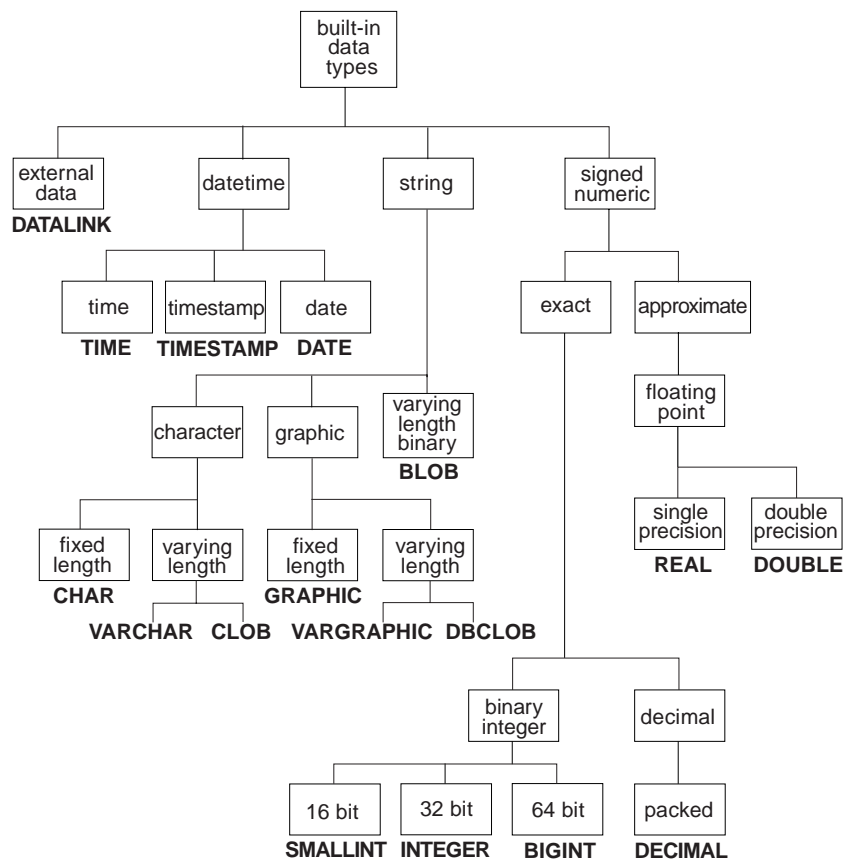 built-in
data
types
external
data
DATALINK
datetime
string
signed
numeric
time
TIME
timestamp
TIMESTAMP
date
DATE
exact
approximate
character
graphic
varying
length
binary
BLOB
floating
point
fixed
length
CHAR
varying
length
VARCHAR CLOB
fixed
length
GRAPHIC
varying
length
VARGRAPHIC DBCLOB
single
precision
REAL
double
precision
DOUBLE
binary
integer
decimal
16 bit
SMALLINT
32 bit
INTEGER
64 bit
BIGINT
packed
DECIMAL